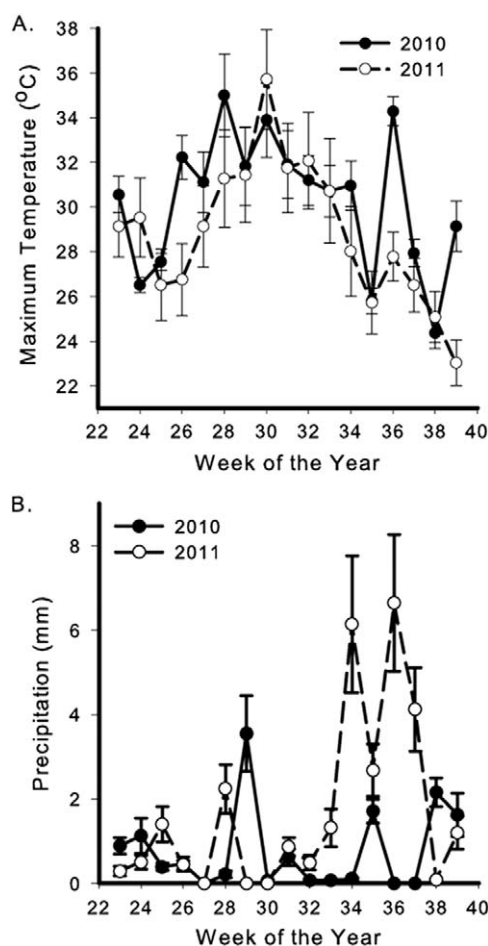 A.
Maximum Temperature (°C)
38
36
34
32
30
28
26
24
22
2010
2011
22 24 26 28 30 32 34 36 38 40
Week of the Year
B.
Precipitation (mm)
8
6
4
2
0
2010
2011
22 24 26 28 30 32 34 36 38 40
Week of the Year